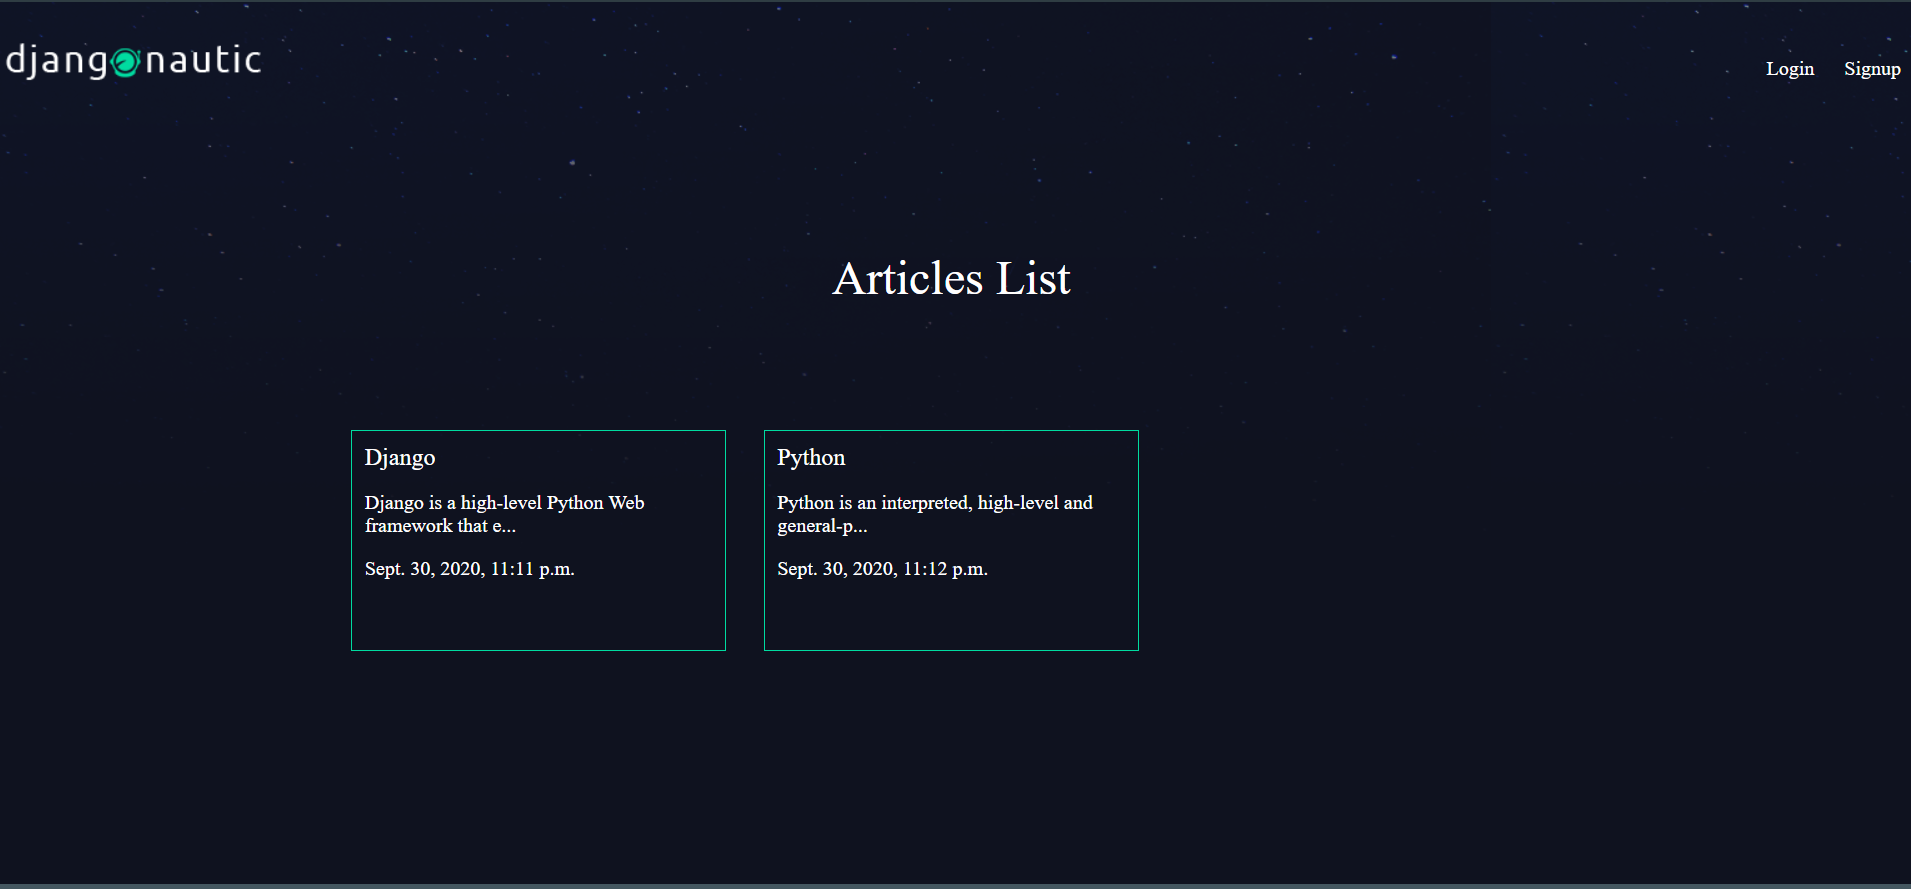 djangonautic
Login
Signup
Articles List
Django
Django is a high-level Python Web
framework that e...
Sept. 30, 2020, 11:11 p.m.
Python
Python is an interpreted, high-level and
general-p...
Sept. 30, 2020, 11:12 p.m.